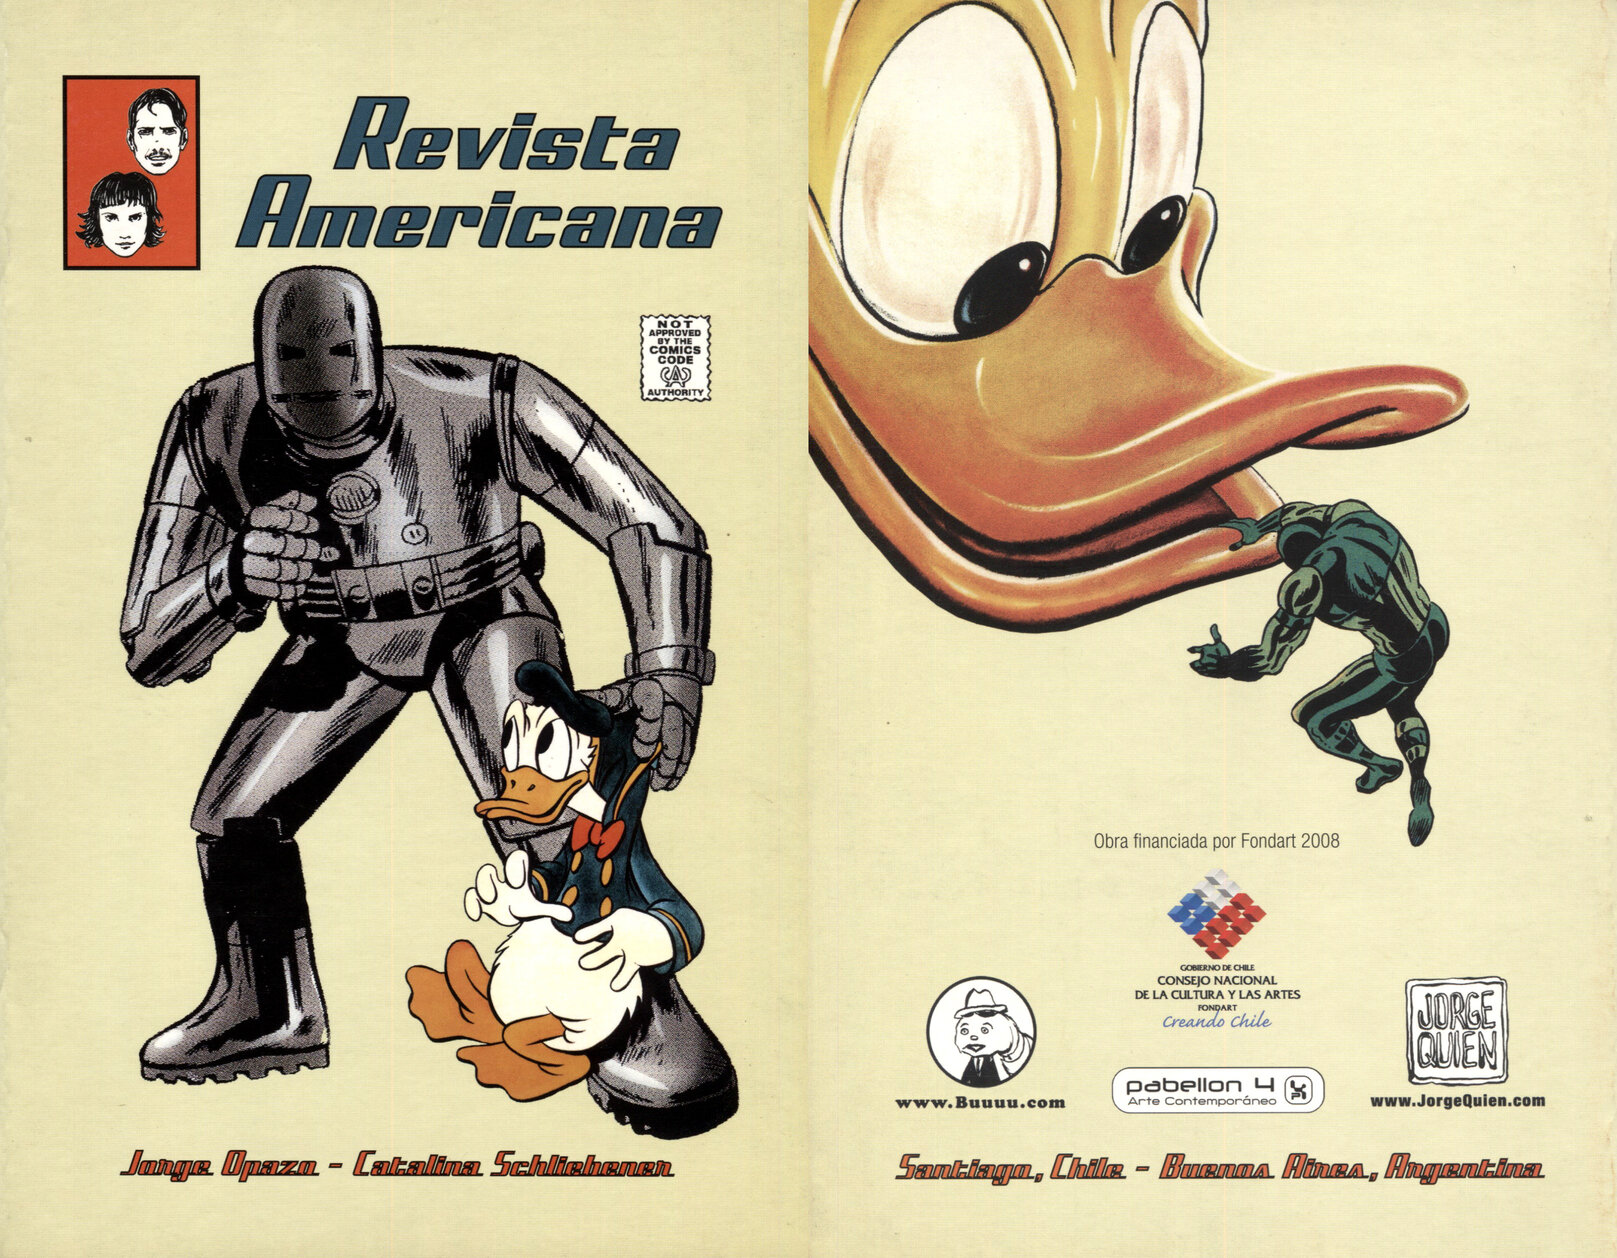 Revista
Americana
NOT
APPROVED
BY THE
COMICS
CODE
CA
AUTHORITY
Jorge Opazo - Catalina Schliebener
Obra financiada por Fondart 2008
GOBIERNO DE CHILE
CONSEJO NACIONAL
DE LA CULTURA Y LAS ARTES
FONDART
Creando Chile
www.Buuuu.com
pabellon 4
Arte Contemporáneo
JORGE
QUIEN
www.JorgeQuien.com
Santiago, Chile - Buenos Aires, Argentina